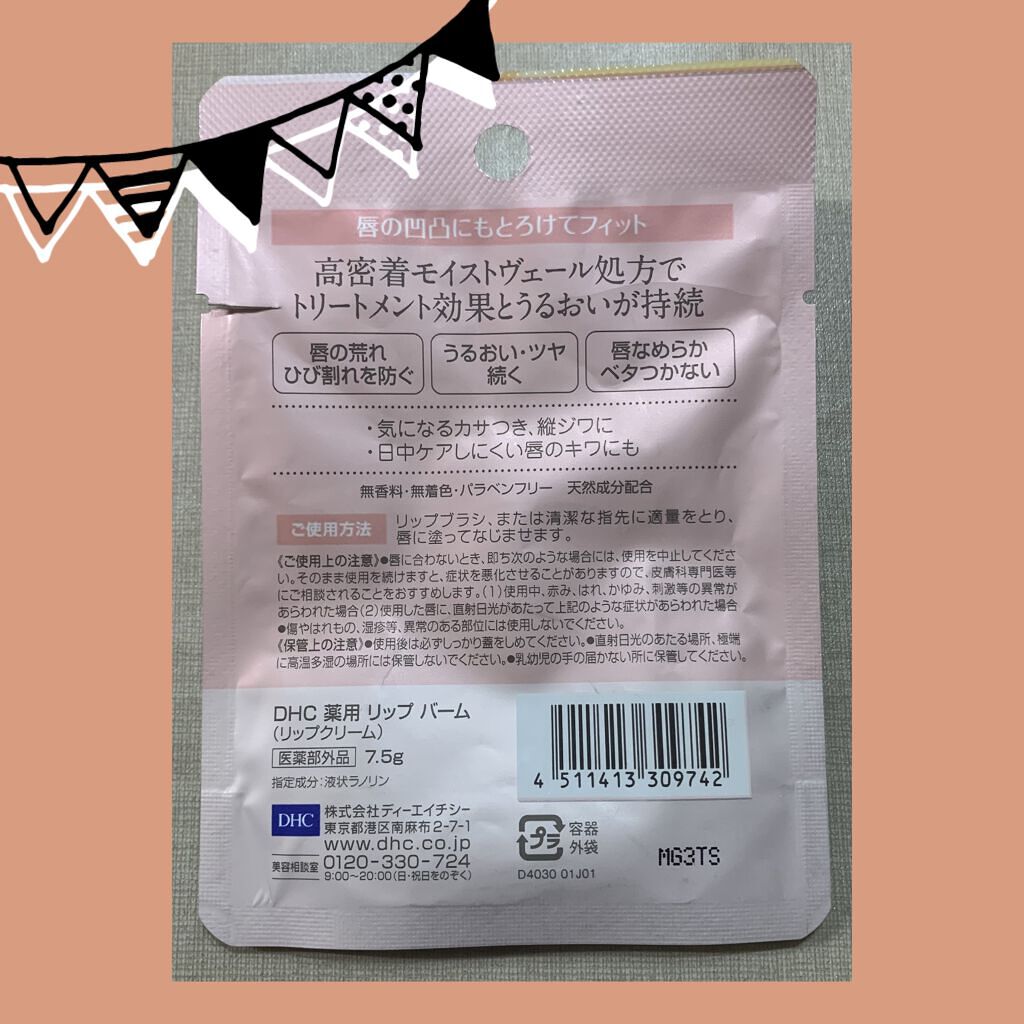 唇の凹凸にもとろけてフィット
高密着モイストヴェール処方で
トリートメント効果とうるおいが持続
唇の荒れ
ひび割れを防ぐ
うるおい・ツヤ
続く
唇なめらか
ベタつかない
・気になるカサつき、縦ジワに
・日中ケアしにくい唇のキワにも
無香料・無着色・パラベンフリー 天然成分配合
ご使用方法
リップブラシ、または清潔な指先に適量をとり、
唇に塗ってなじませます。
《ご使用上の注意》●唇に合わないとき、即ち次のような場合には、使用を中止してくださ
い。そのまま使用を続けますと、症状を悪化させることがありますので、皮膚科専門医等
にご相談されることをおすすめします。(1)使用中、赤み、はれ、かゆみ、刺激等の異常が
あらわれた場合(2)使用した唇に、直射日光があたって上記のような症状があらわれた場合
●傷やはれもの、湿疹等、異常のある部位には使用しないでください。
《保管上の注意》●使用後は必ずしっかり蓋をしめてください。●直射日光のあたる場所、極端
に高温多湿の場所には保管しないでください。●乳幼児の手の届かない所に保管してください。
DHC 薬用 リップ バーム
(リップクリーム)
医薬部外品 7.5g
指定成分:液状ラノリン
4 511413 309742
DHC
株式会社ディーエイチシー
東京都港区南麻布2-7-1
www.dhc.co.jp
美容相談室 0120-330-724
9:00〜20:00(日・祝日をのぞく)
プラ
容器
外袋
D4030 01J01
MG3TS